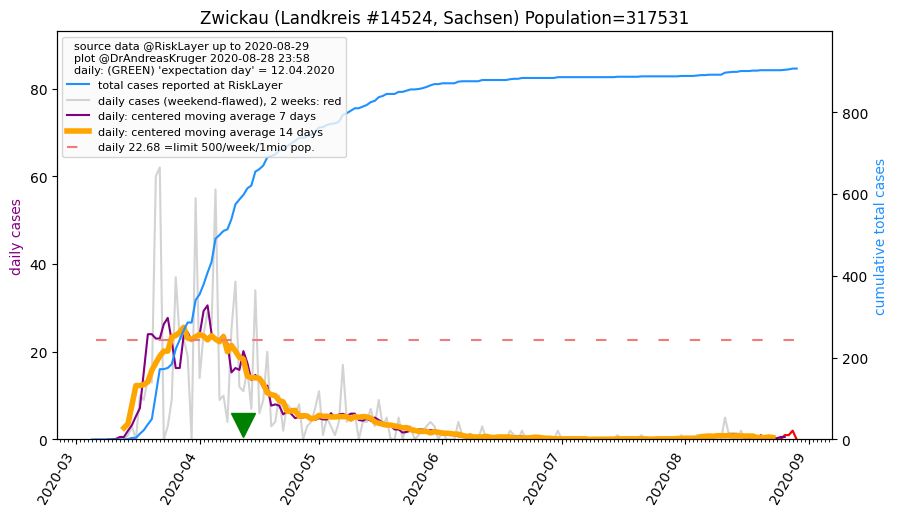 Zwickau (Landkreis #14524, Sachsen) Population=317531
source data @RiskLayer up to 2020-08-29
plot @DrAndreasKruger 2020-08-28 23:58
daily: (GREEN) 'expectation day' = 12.04.2020
total cases reported at RiskLayer
daily cases (weekend-flawed), 2 weeks: red
daily: centered moving average 7 days
daily: centered moving average 14 days
daily 22.68 =limit 500/week/1mio pop.
daily cases
80
60
40
20
0
cumulative total cases
800
600
400
200
0
2020-03
2020-04
2020-05
2020-06
2020-07
2020-08
2020-09